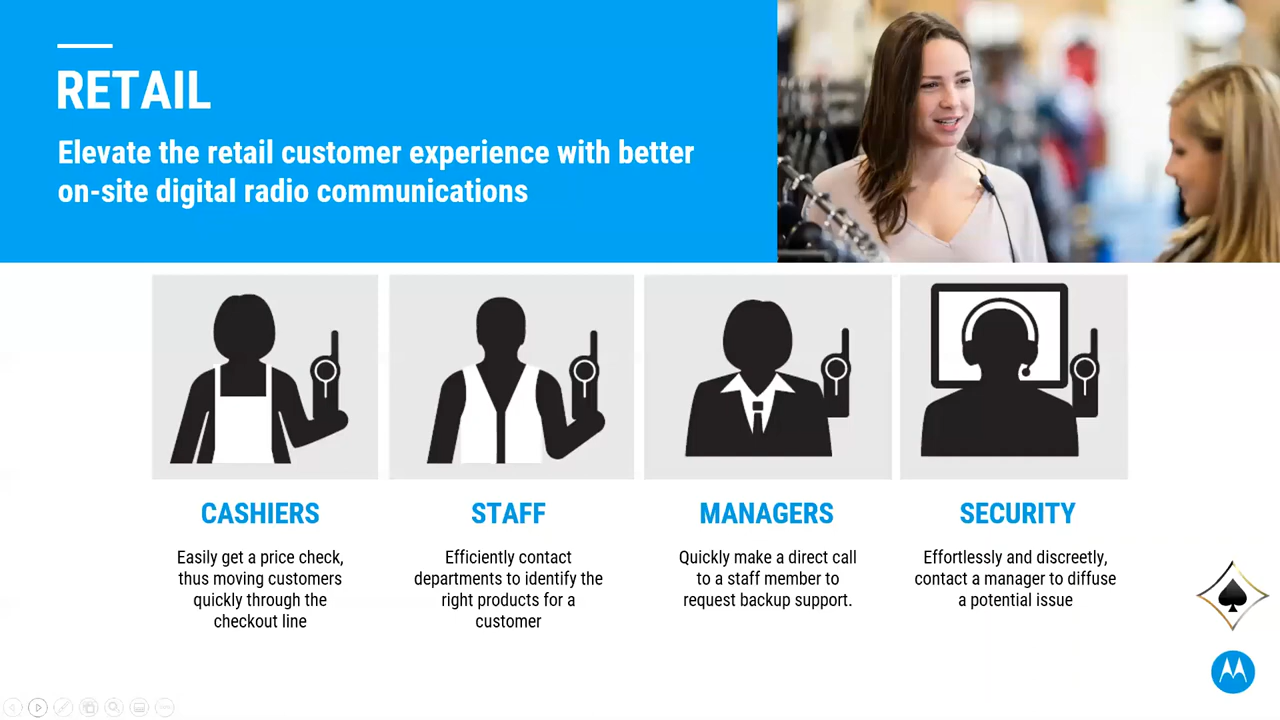 RETAIL
Elevate the retail customer experience with better
on-site digital radio communications
CASHIERS
Easily get a price check,
thus moving customers
quickly through the
checkout line
STAFF
Efficiently contact
departments to identify the
right products for a
customer
MANAGERS
Quickly make a direct call
to a staff member to
request backup support.
SECURITY
Effortlessly and discreetly,
contact a manager to diffuse
a potential issue